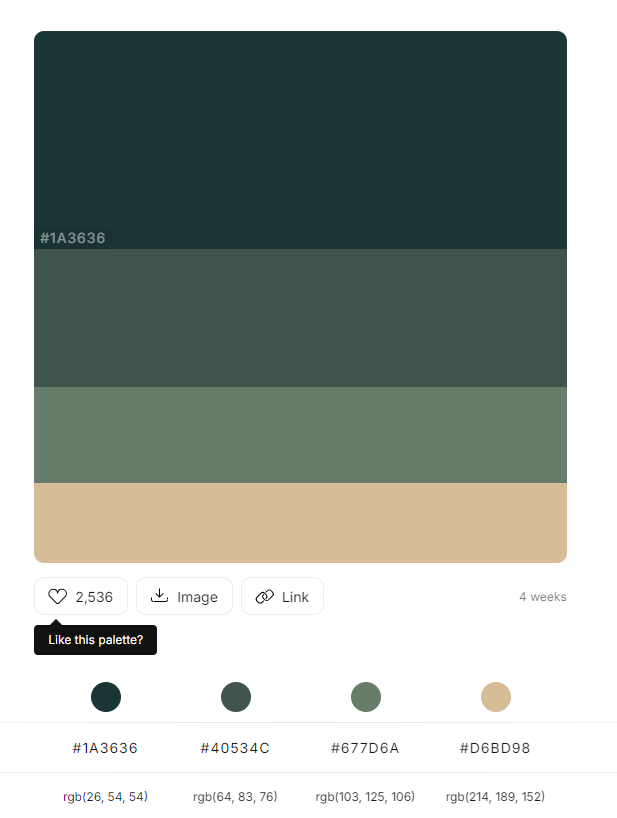 #1A3636
2,536 Image Link 4 weeks
Like this palette?
#1A3636 #40534C #677D6A #D6BD98
rgb(26, 54, 54) rgb(64, 83, 76) rgb(103, 125, 106) rgb(214, 189, 152)